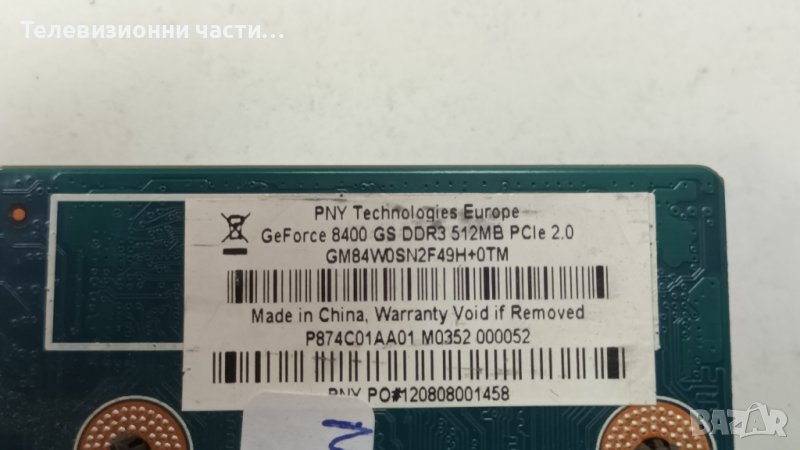 Телевизионни части...
PNY Technologies Europe
GeForce 8400 GS DDR3 512MB PCIe 2.0
GM84W0SN2F49H+0TM
Made in China, Warranty Void if Removed
P874C01AA01 M0352 000052
PNY PO#120808001458
BAZAR